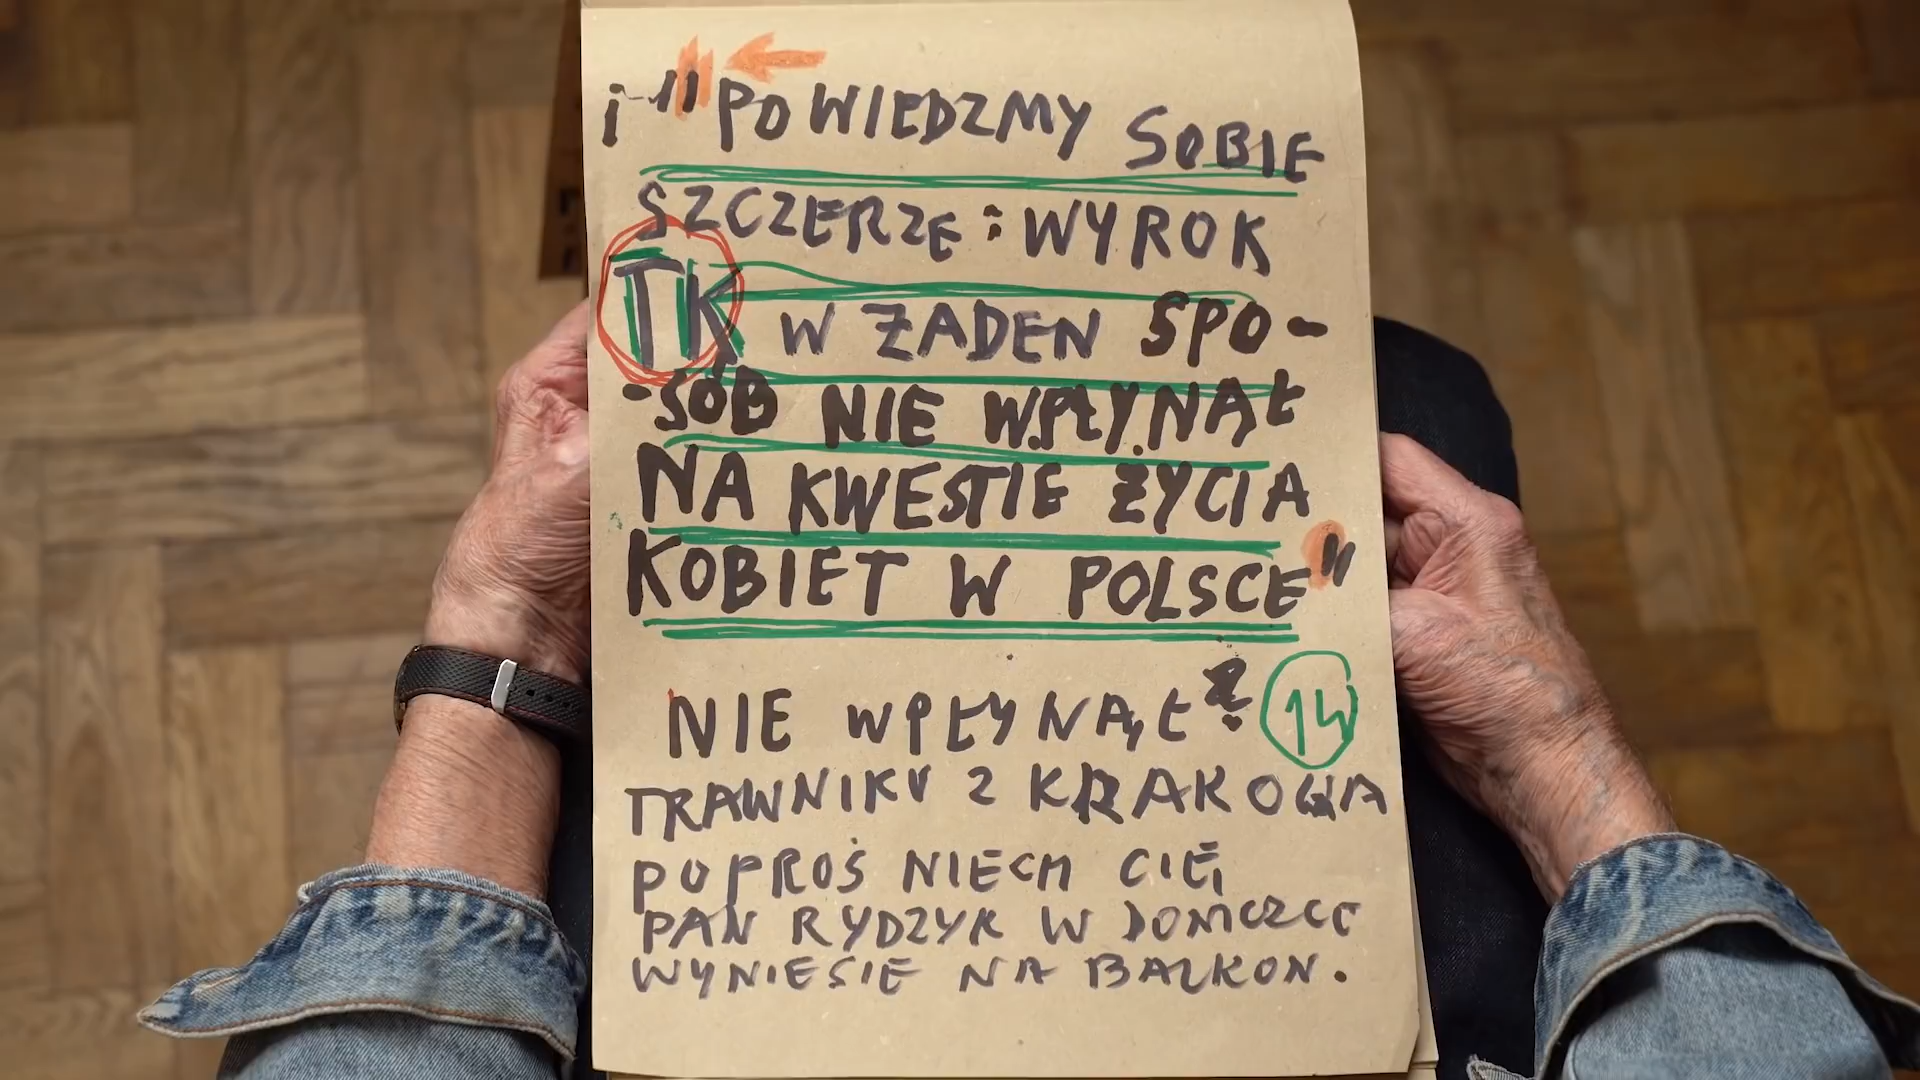 i "POWIEDZMY SOBIE
SZCZERZE: WYROK
TK W ŻADEN SPO-
-SÓB NIE WPŁYNĄŁ
NA KWESTIE ŻYCIA
KOBIET W POLSCE"
NIE WPŁYNĄŁ? 14
TRAWNIKU Z KRAKOWA
POPROŚ NIECH CIĘ
PAN RYDZYK W DONICZCE
WYNIESIE NA BALKON.